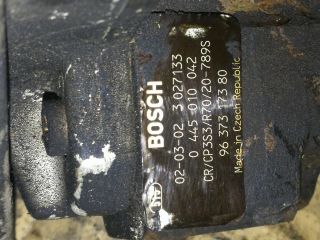 BOSCH
02-03-02 3 027133
0 445 010 042
CR/CP3S3/R70/20-789S
96 373 173 80
Made in Czech Republic